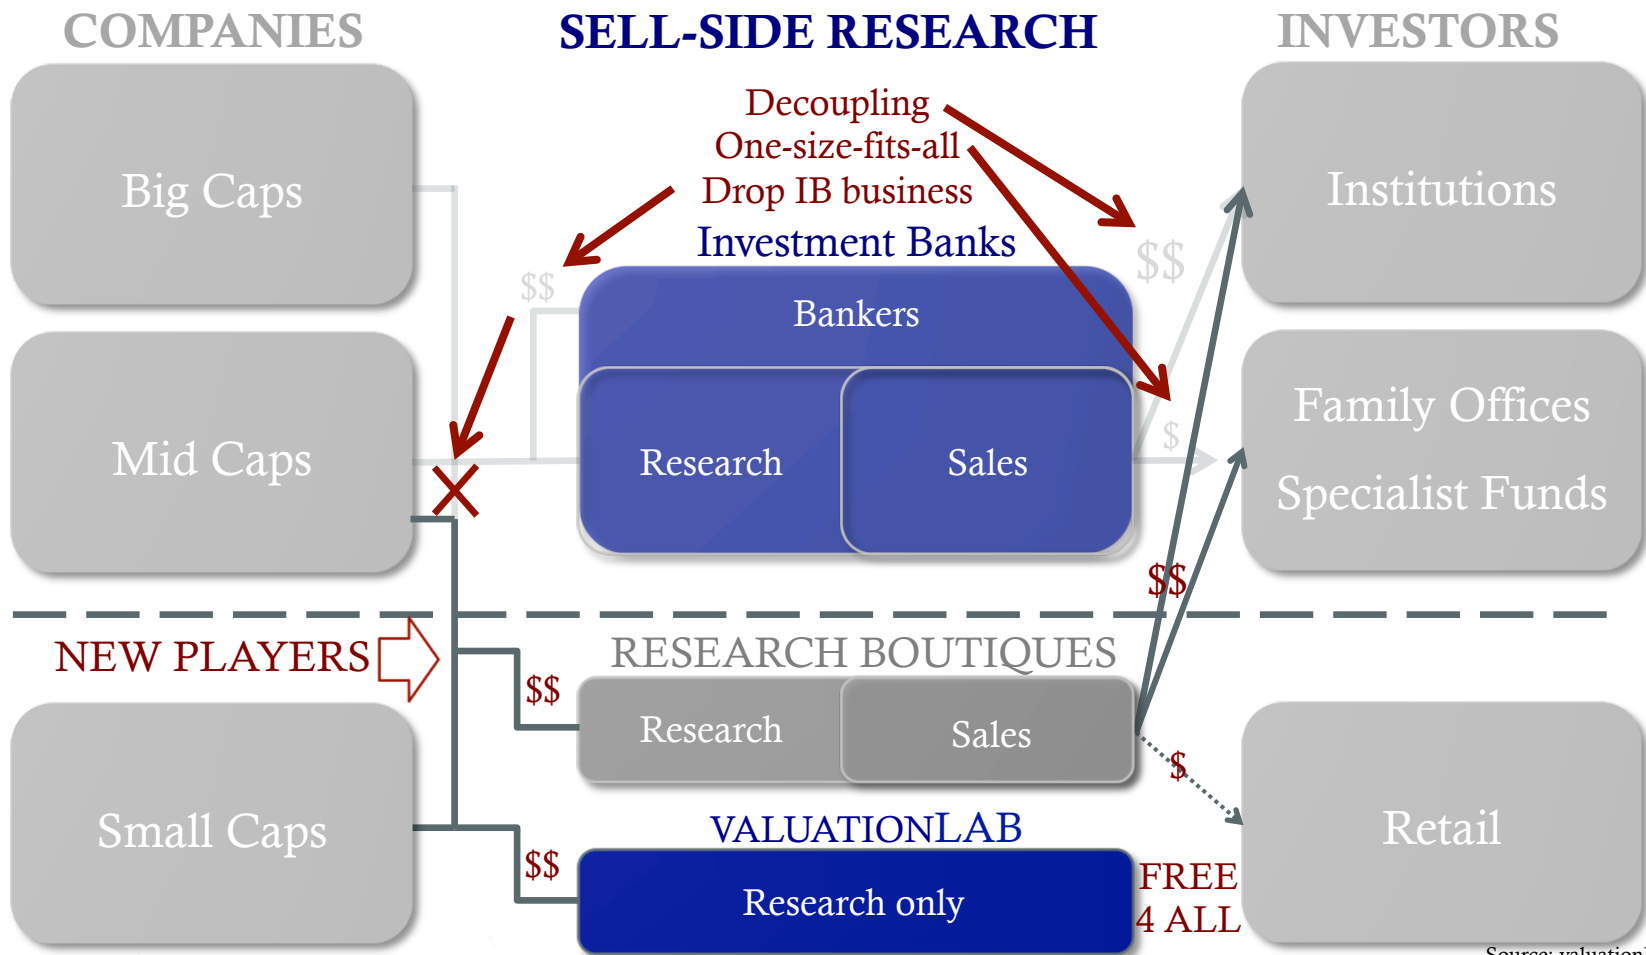 COMPANIES
SELL-SIDE RESEARCH
INVESTORS
Big Caps
Decoupling
One-size-fits-all
Drop IB business
Investment Banks
Institutions
$$
$$
Bankers
Mid Caps
Research
Sales
$
Family Offices
Specialist Funds
$$
NEW PLAYERS
RESEARCH BOUTIQUES
$$
Research
Sales
$
Small Caps
VALUATIONLAB
Retail
$$
Research only
FREE
4 ALL